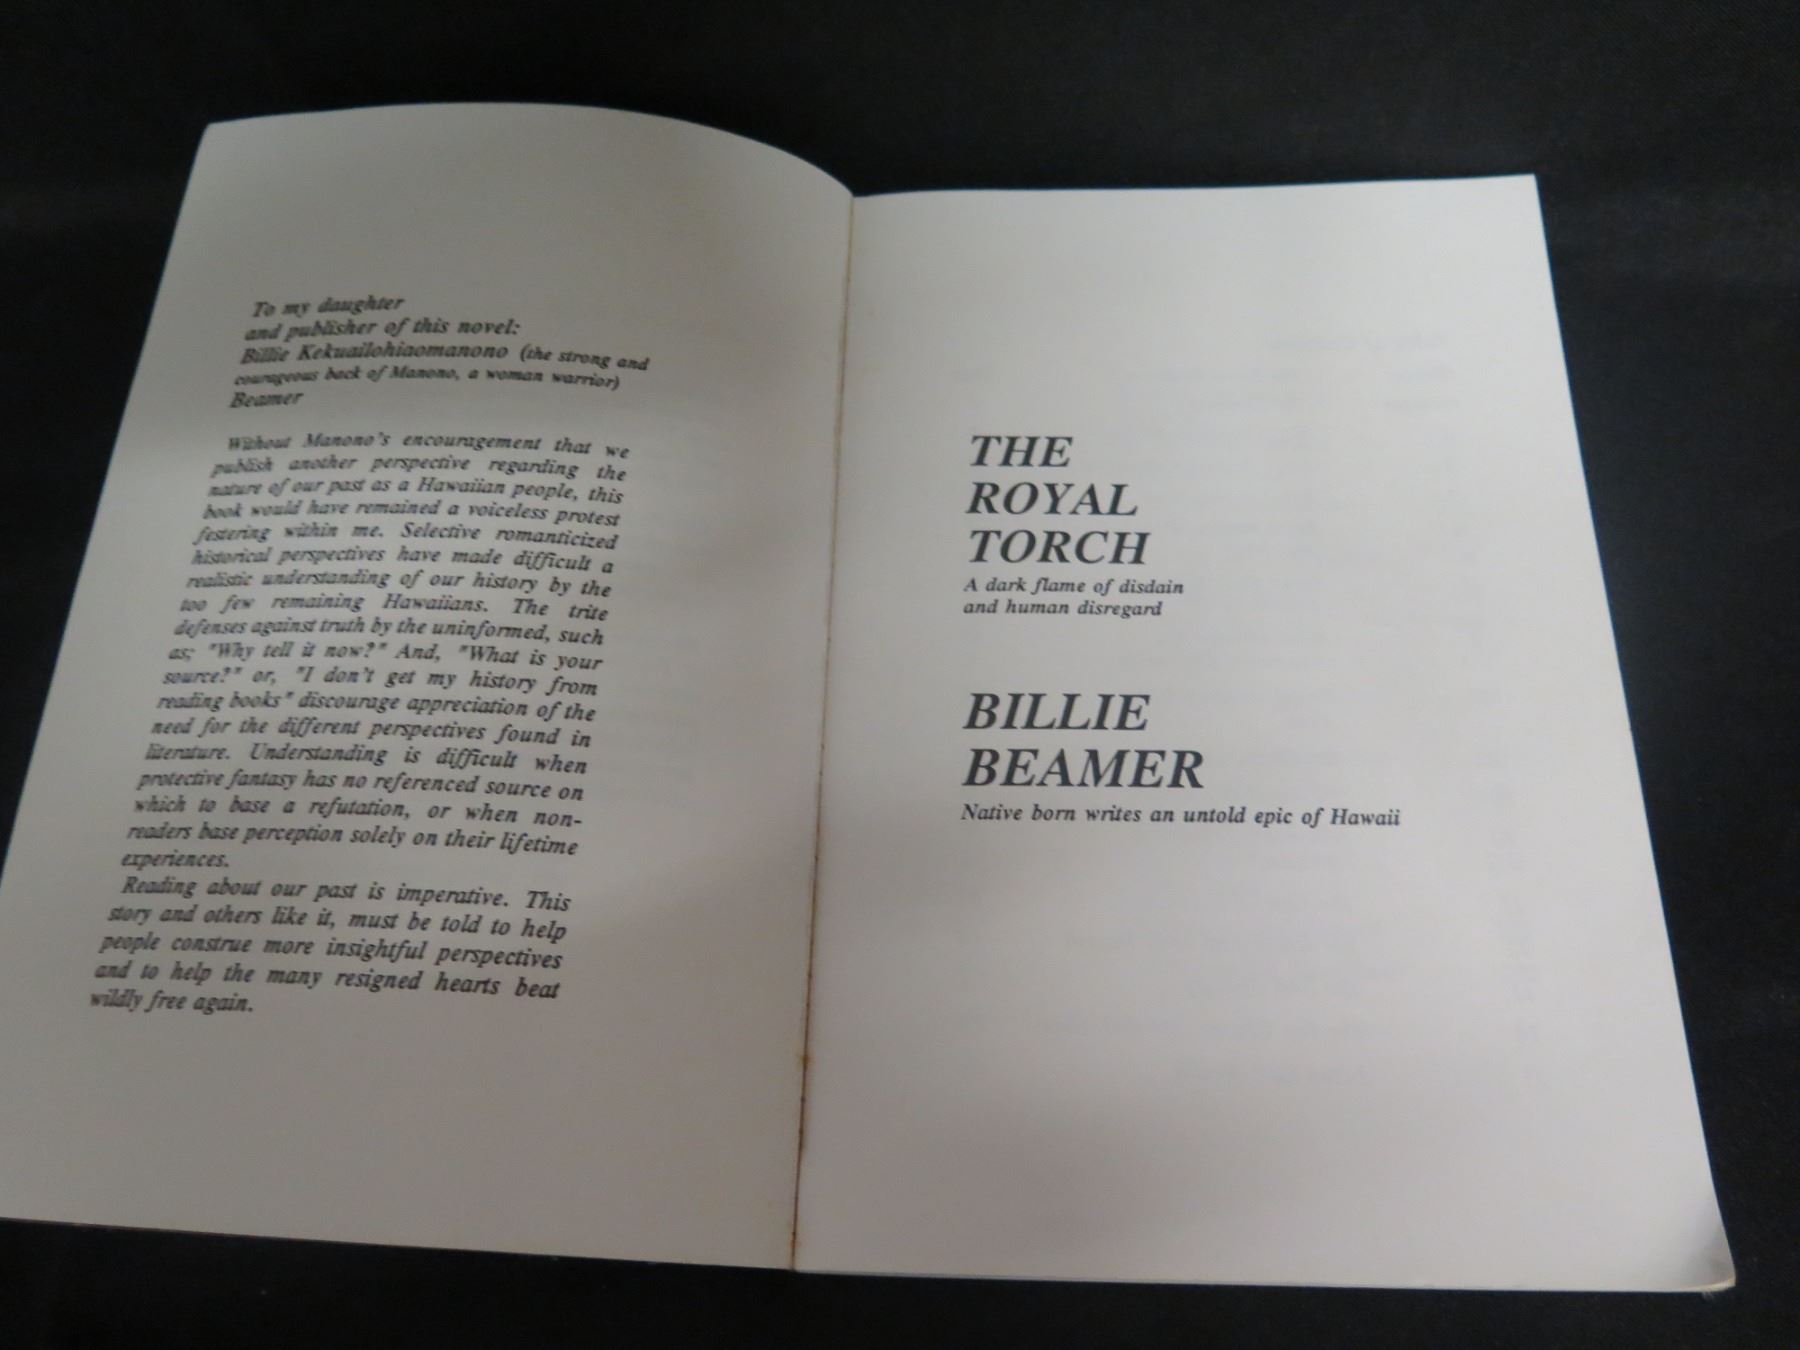 To my daughter
and publisher of this novel:
Billie Kekuailohiaomanono (the strong and
courageous back of Manono, a woman warrior)
Beamer
Without Manono's encouragement that we
publish another perspective regarding the
nature of our past as a Hawaiian people, this
book would have remained a voiceless protest
festering within me. Selective romanticized
historical perspectives have made difficult a
realistic understanding of our history by the
too few remaining Hawaiians. The trite
defenses against truth by the uninformed, such
as; "Why tell it now?" And, "What is your
source?" or, "I don't get my history from
reading books" discourage appreciation of the
need for the different perspectives found in
literature. Understanding is difficult when
protective fantasy has no referenced source on
which to base a refutation, or when non-
readers base perception solely on their lifetime
experiences.
Reading about our past is imperative. This
story and others like it, must be told to help
people construe more insightful perspectives
and to help the many resigned hearts beat
wildly free again.
THE
ROYAL
TORCH
A dark flame of disdain
and human disregard
BILLIE
BEAMER
Native born writes an untold epic of Hawaii